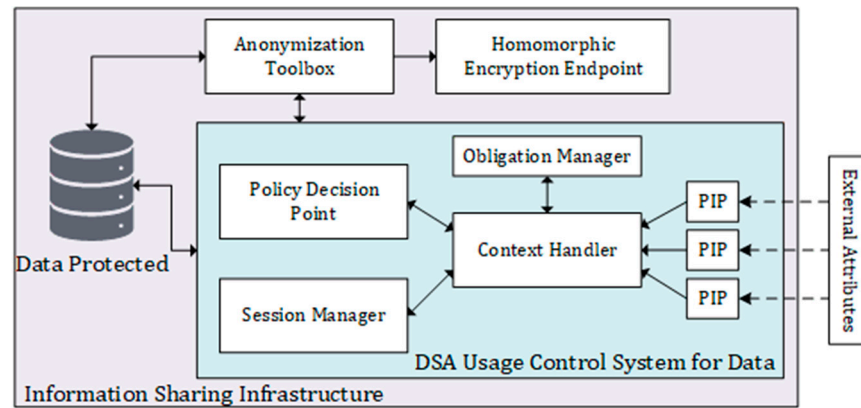 Anonymization
Toolbox
Homomorphic
Encryption Endpoint
Obligation Manager
Policy Decision
Point
PIP
Context Handler
PIP
PIP
Session Manager
Data Protected
External Attributes
DSA Usage Control System for Data
Information Sharing Infrastructure